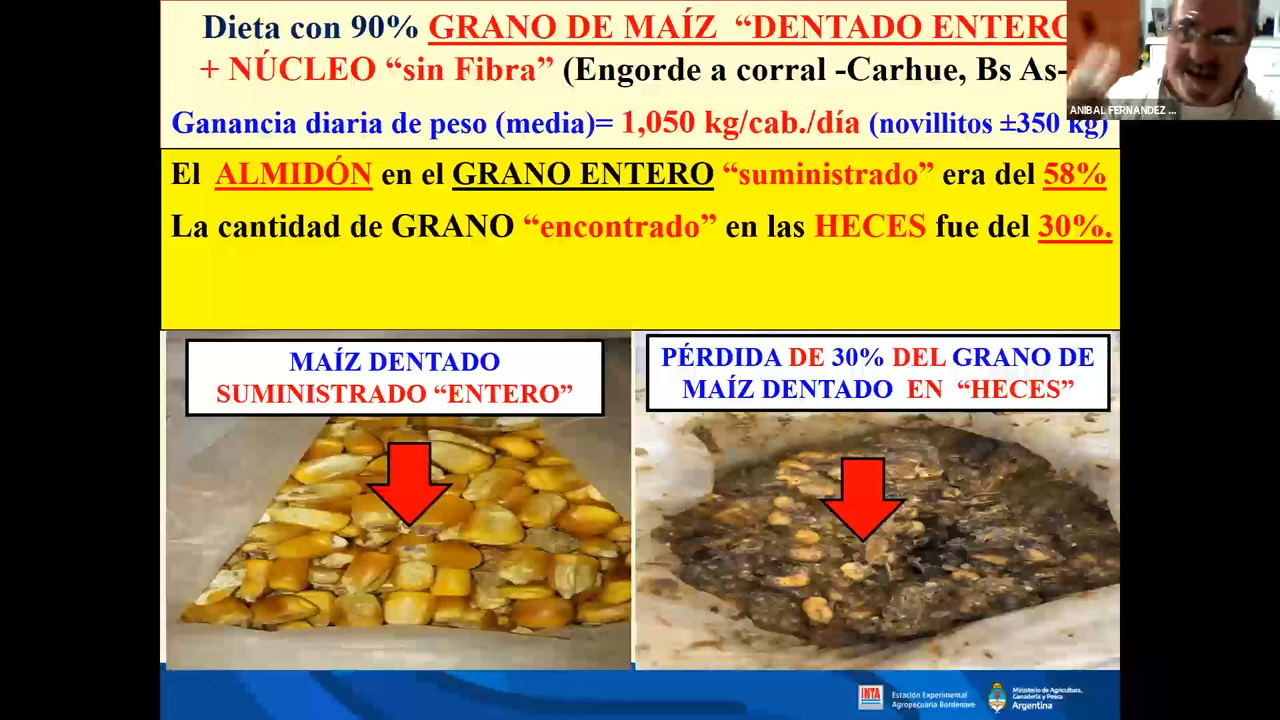 Dieta con 90% GRANO DE MAÍZ “DENTADO ENTERO
+ NÚCLEO “sin Fibra” (Engorde a corral -Carhue, Bs As-
Ganancia diaria de peso (media)= 1,050 kg/cab./día (novillitos ±350 kg)
ANIBAL FERNANDEZ ...
El ALMIDÓN en el GRANO ENTERO “suministrado” era del 58%
La cantidad de GRANO “encontrado” en las HECES fue del 30%.
MAÍZ DENTADO
SUMINISTRADO “ENTERO”
PÉRDIDA DE 30% DEL GRANO DE
MAÍZ DENTADO EN “HECES”
INTA
Estación Experimental
Agropecuaria Bordenave
Ministerio de Agricultura,
Ganadería y Pesca
Argentina